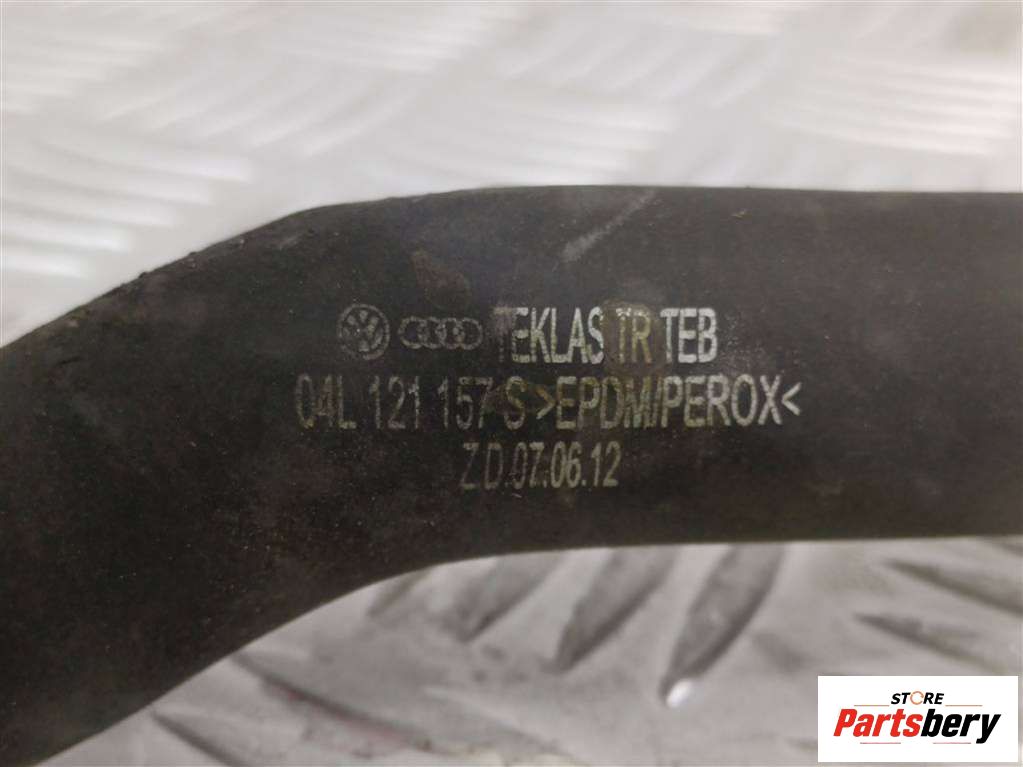 TEKLAS TR TEB
04L 121 157 S >EPDM/PEROX<
Z D.07.06.12
STORE
Partsbery